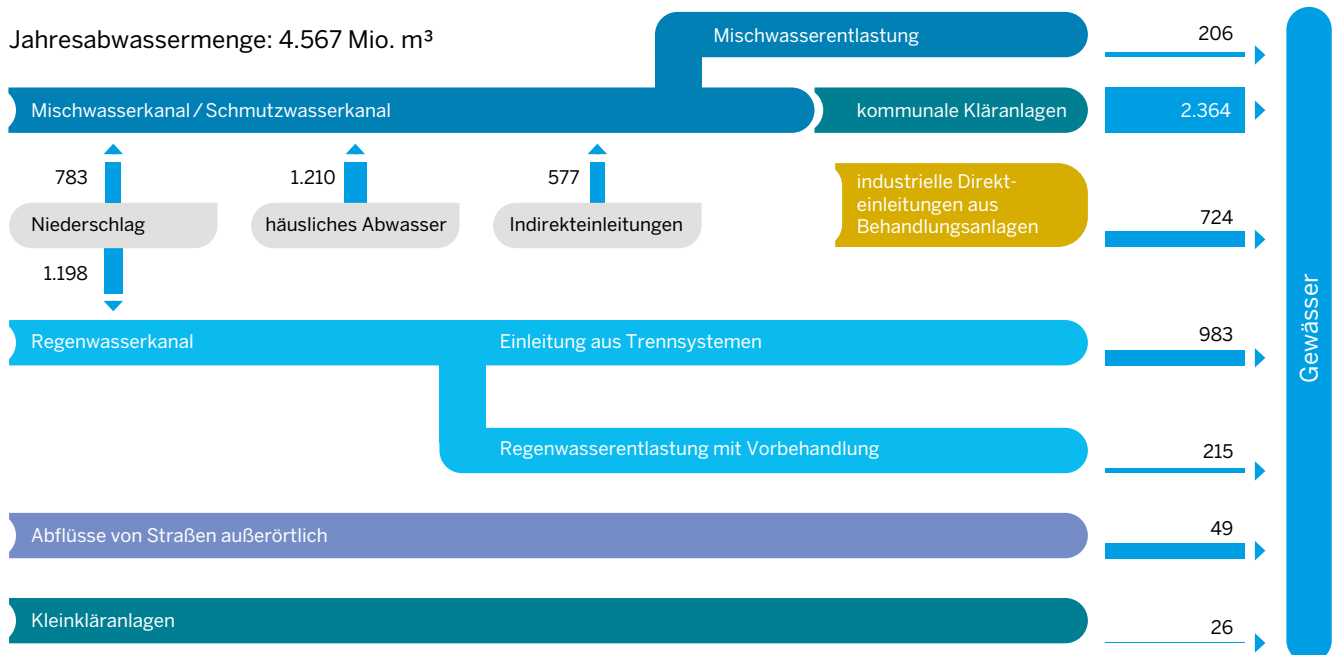 Jahresabwassermenge: 4.567 Mio. m³
Mischwasserentlastung
206
Mischwasserkanal / Schmutzwasserkanal
kommunale Kläranlagen
2.364
783
1.210
577
Niederschlag
häusliches Abwasser
Indirekteinleitungen
industrielle Direkt-
einleitungen aus
Behandlungsanlagen
724
1.198
Regenwasserkanal
Einleitung aus Trennsystemen
983
Regenwasserentlastung mit Vorbehandlung
215
Abflüsse von Straßen außerörtlich
49
Kleinkläranlagen
26
Gewässer